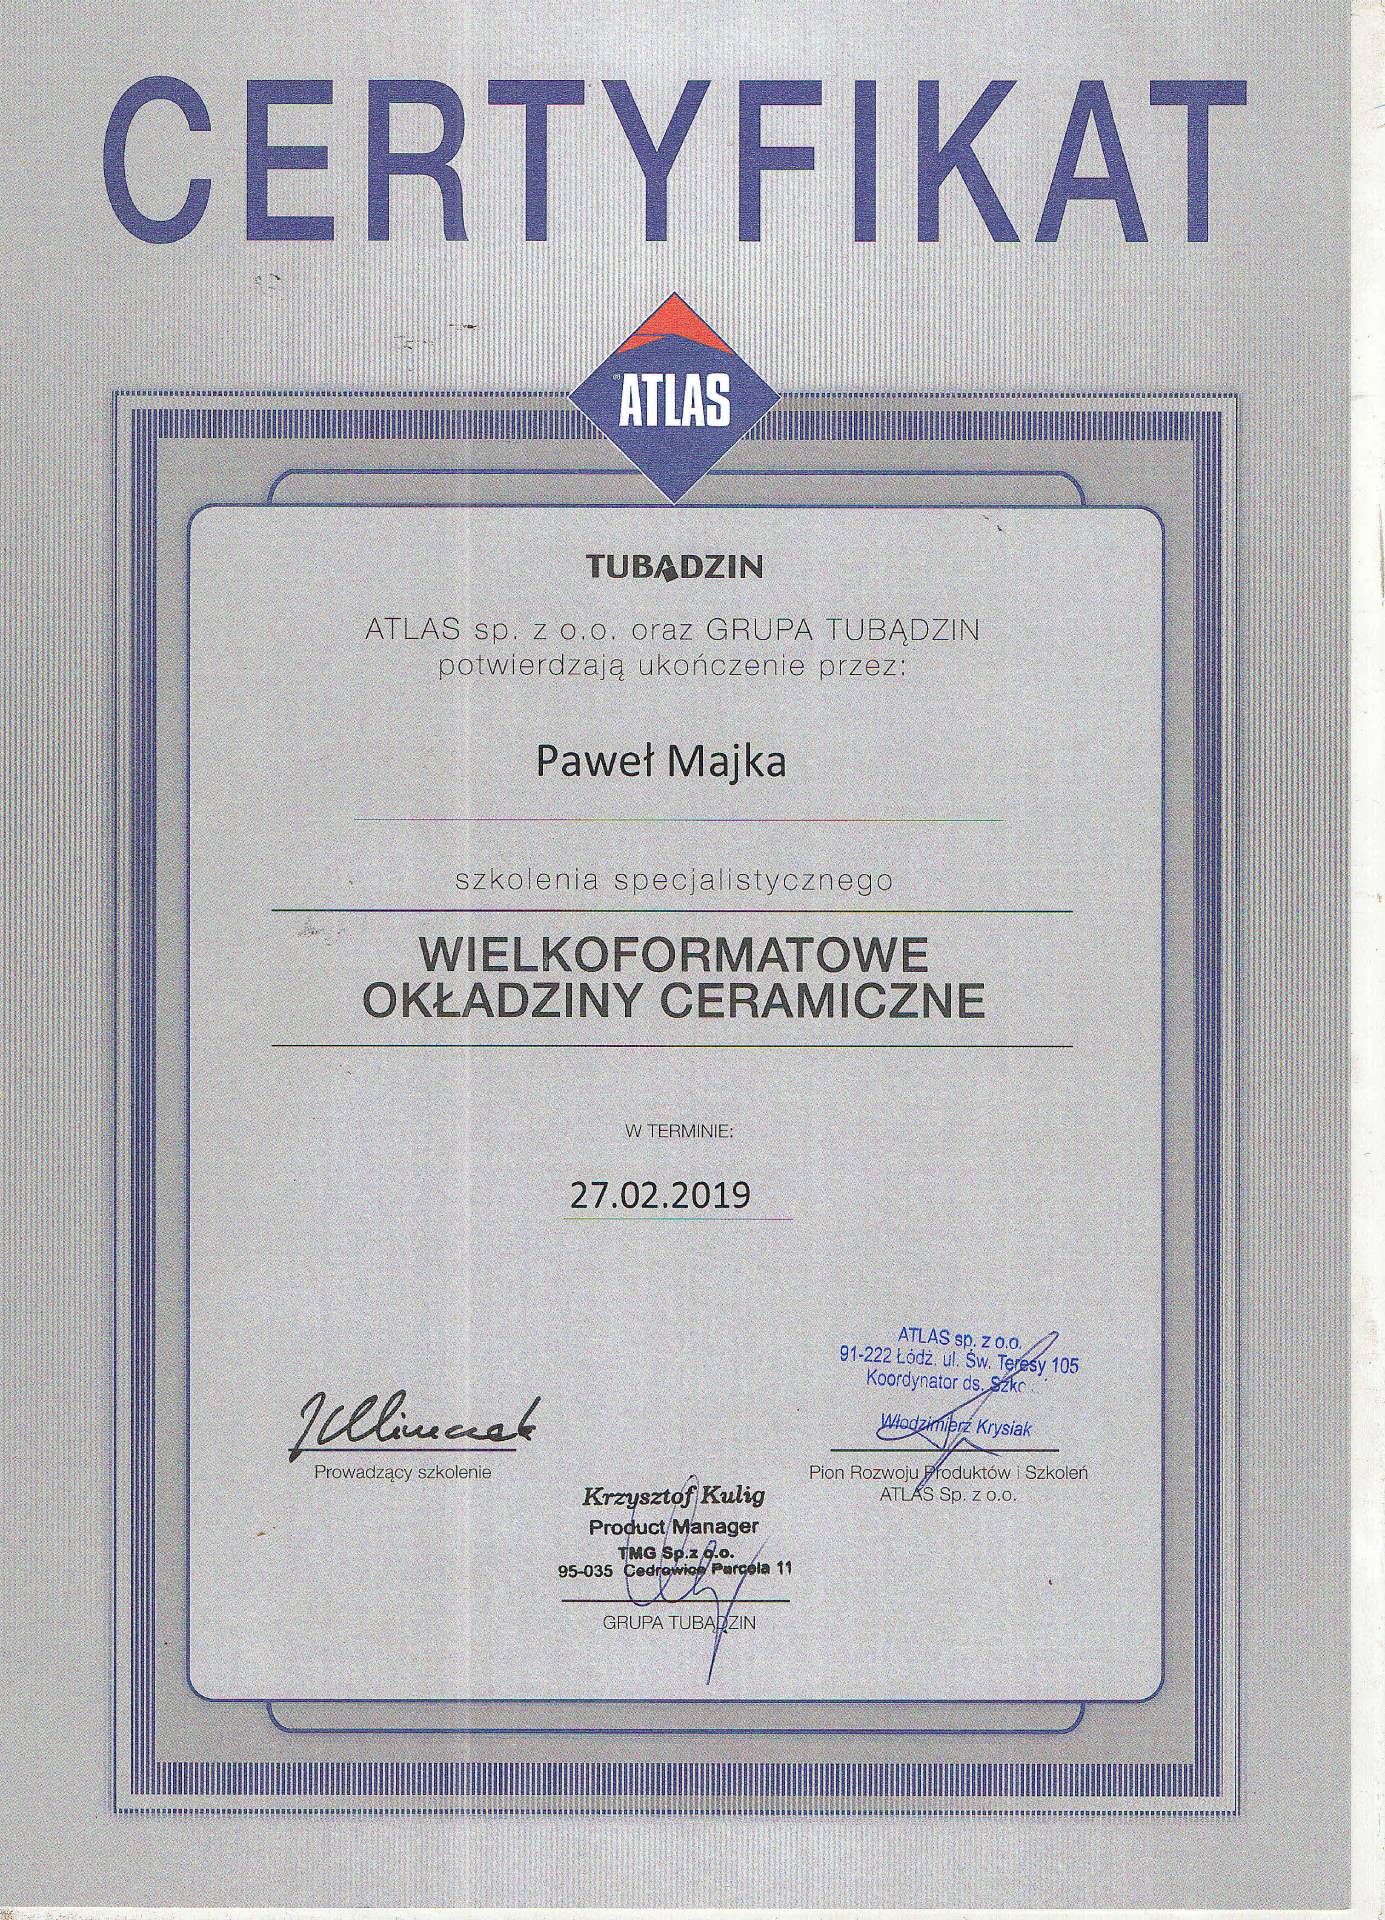 CERTYFIKAT
® ATLAS
TUBĄDZIN
ATLAS sp. z o.o. oraz GRUPA TUBĄDZIN
potwierdzają ukończenie przez:
Paweł Majka
szkolenia specjalistycznego
WIELKOFORMATOWE
OKŁADZINY CERAMICZNE
W TERMINIE:
27.02.2019
ATLAS sp. z o.o.
91-222 Łódź, ul. Św. Teresy 105
Koordynator ds.
Włodzimierz Krysiak
Prowadzący szkolenie
Pion Rozwoju Produktów i Szkoleń
ATLAS Sp. z o.o.
Krzysztof Kulig
Product Manager
TMG Sp.z o.o.
95-035 Cedrowice Parcela 11
GRUPA TUBĄDZIN